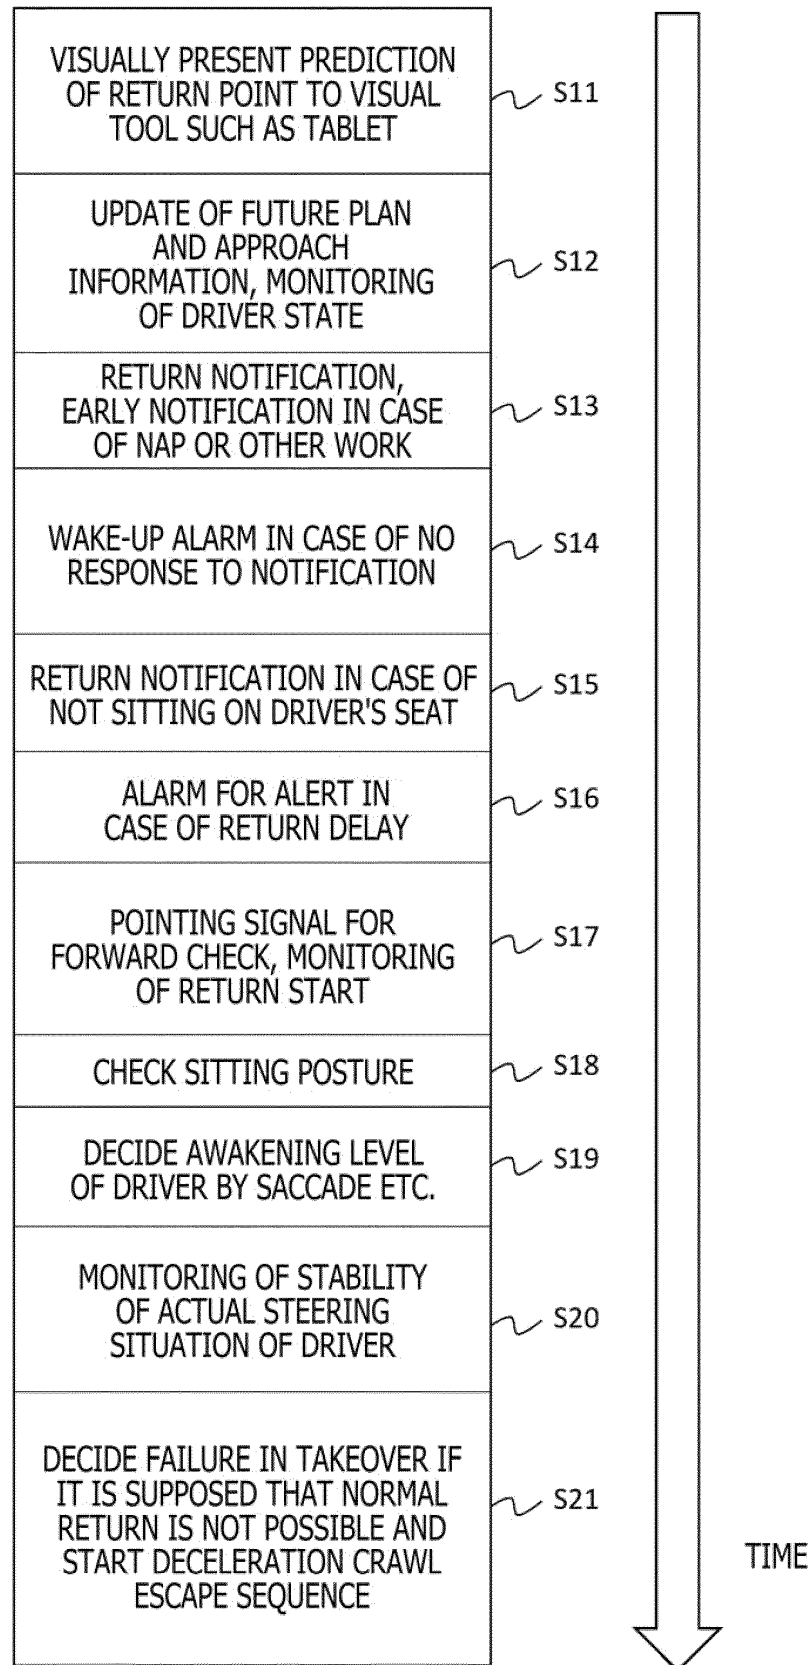 VISUALLY PRESENT PREDICTION
OF RETURN POINT TO VISUAL
TOOL SUCH AS TABLET
S11
UPDATE OF FUTURE PLAN
AND APPROACH
INFORMATION, MONITORING
OF DRIVER STATE
S12
RETURN NOTIFICATION,
EARLY NOTIFICATION IN CASE
OF NAP OR OTHER WORK
S13
WAKE-UP ALARM IN CASE OF NO
RESPONSE TO NOTIFICATION
S14
RETURN NOTIFICATION IN CASE OF
NOT SITTING ON DRIVER'S SEAT
S15
ALARM FOR ALERT IN
CASE OF RETURN DELAY
S16
POINTING SIGNAL FOR
FORWARD CHECK, MONITORING
OF RETURN START
S17
CHECK SITTING POSTURE
S18
DECIDE AWAKENING LEVEL
OF DRIVER BY SACCADE ETC.
S19
MONITORING OF STABILITY
OF ACTUAL STEERING
SITUATION OF DRIVER
S20
DECIDE FAILURE IN TAKEOVER IF
IT IS SUPPOSED THAT NORMAL
RETURN IS NOT POSSIBLE AND
START DECELERATION CRAWL
ESCAPE SEQUENCE
S21
TIME